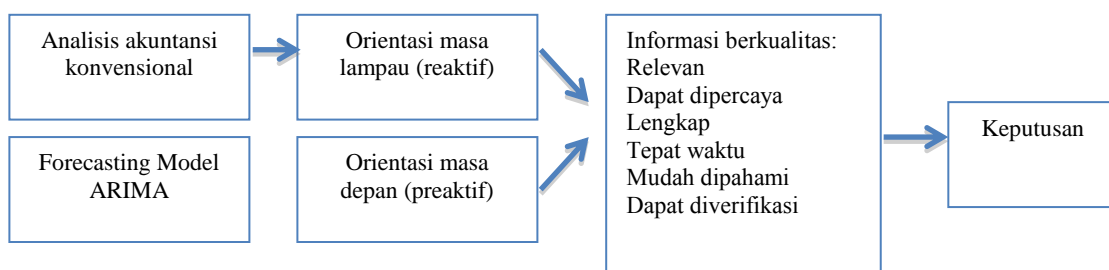 Analisis akuntansi
konvensional
Orientasi masa
lampau (reaktif)
Informasi berkualitas:
Relevan
Dapat dipercaya
Lengkap
Tepat waktu
Mudah dipahami
Dapat diverifikasi
Keputusan
Forecasting Model
ARIMA
Orientasi masa
depan (preaktif)